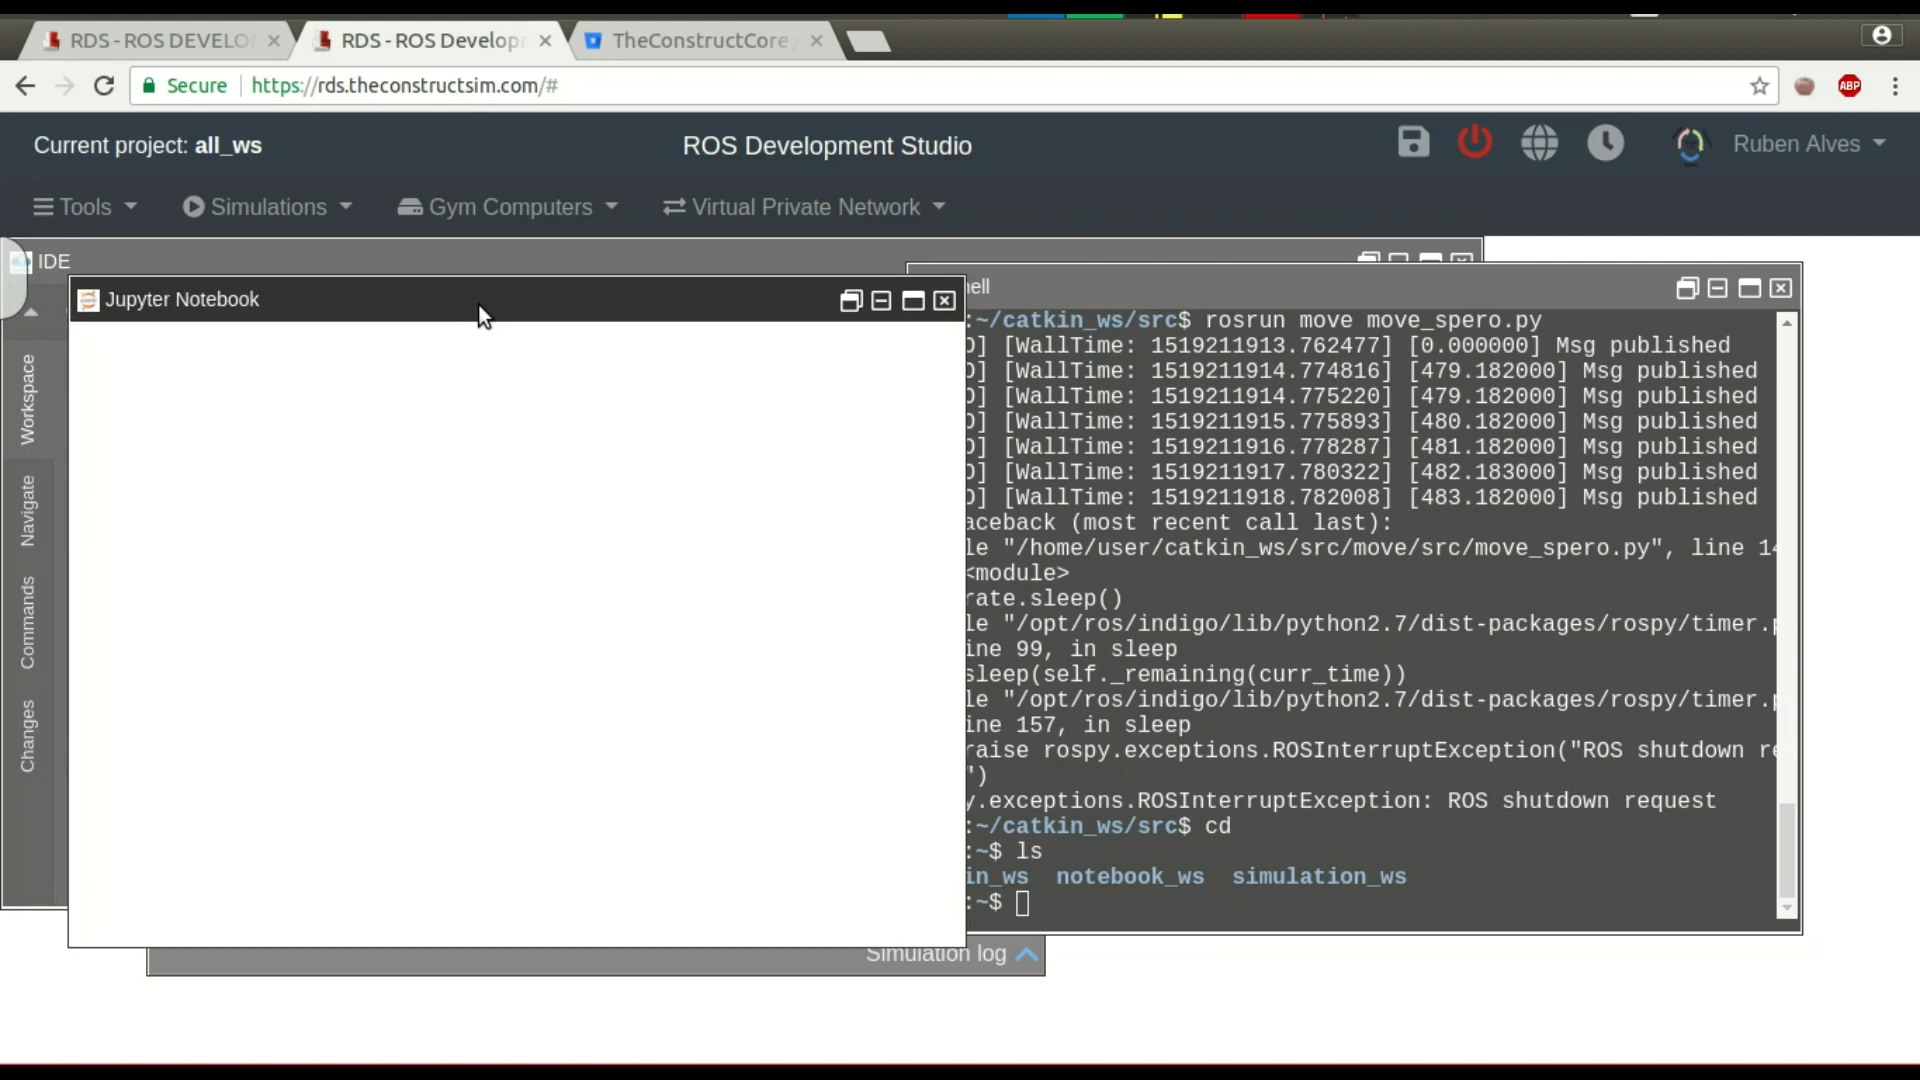 RDS - ROS DEVELO
RDS - ROS Develop
TheConstructCore
Secure
https://rds.theconstructsim.com/#
ABP
Current project: all_ws
ROS Development Studio
Ruben Alves
Tools
Simulations
Gym Computers
Virtual Private Network
IDE
Jupyter Notebook
ell
Workspace
Navigate
Commands
Changes
:~/catkin_ws/src$ rosrun move move_spero.py
] [WallTime: 1519211913.762477] [0.000000] Msg published
] [WallTime: 1519211914.774816] [479.182000] Msg published
] [WallTime: 1519211914.775220] [479.182000] Msg published
] [WallTime: 1519211915.775893] [480.182000] Msg published
] [WallTime: 1519211916.778287] [481.182000] Msg published
] [WallTime: 1519211917.780322] [482.183000] Msg published
] [WallTime: 1519211918.782008] [483.182000] Msg published
aceback (most recent call last):
le "/home/user/catkin_ws/src/move/src/move_spero.py", line 14
<module>
rate.sleep()
le "/opt/ros/indigo/lib/python2.7/dist-packages/rospy/timer.p
ine 99, in sleep
sleep(self._remaining(curr_time))
le "/opt/ros/indigo/lib/python2.7/dist-packages/rospy/timer.p
ine 157, in sleep
raise rospy.exceptions.ROSInterruptException("ROS shutdown re
")
y.exceptions.ROSInterruptException: ROS shutdown request
:~/catkin_ws/src$ cd
:~$ ls
in_ws notebook_ws simulation_ws
:~$
Simulation log